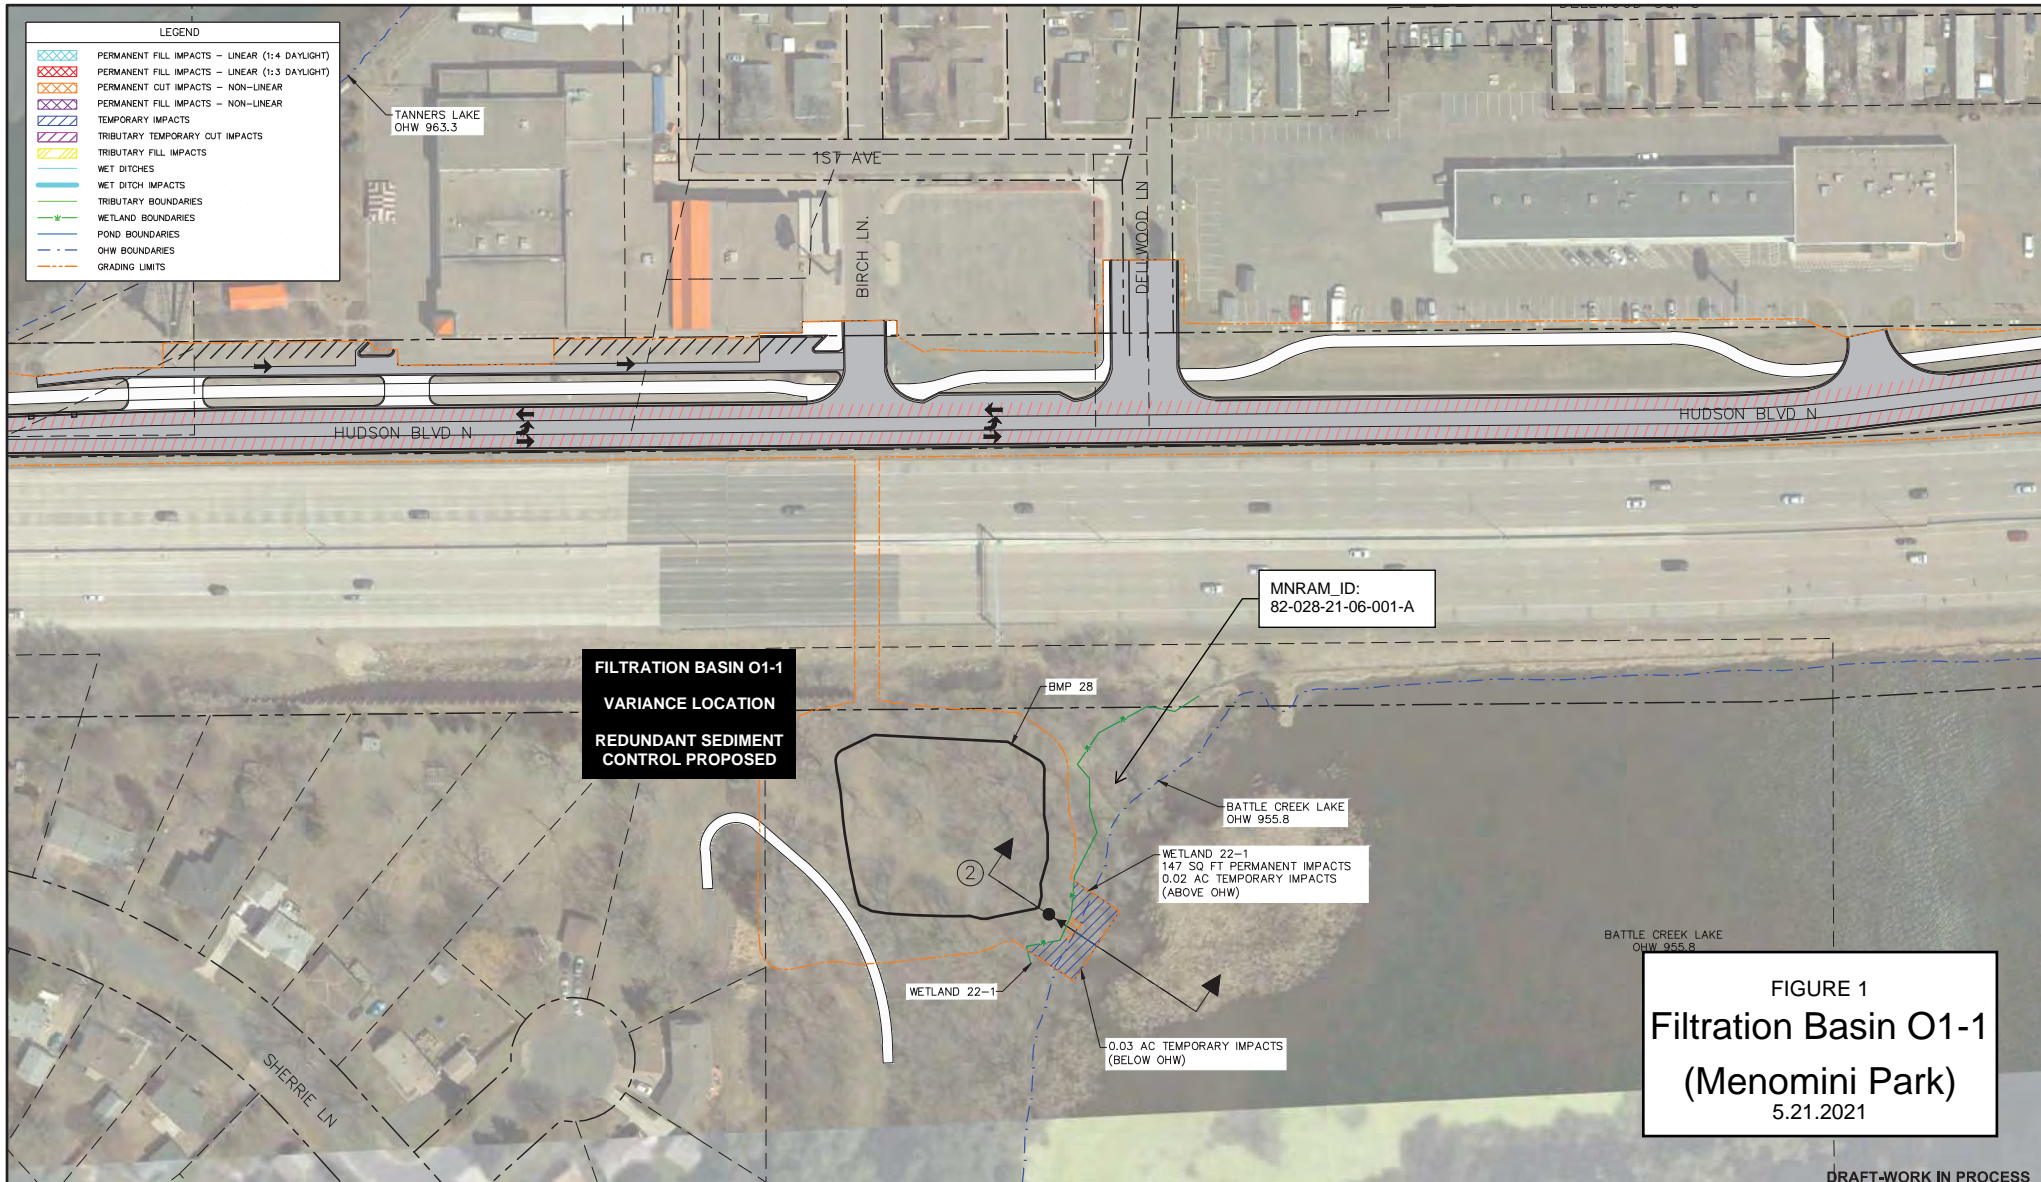 LEGEND
PERMANENT FILL IMPACTS - LINEAR (1:4 DAYLIGHT)
PERMANENT FILL IMPACTS - LINEAR (1:3 DAYLIGHT)
PERMANENT CUT IMPACTS - NON-LINEAR
PERMANENT FILL IMPACTS - NON-LINEAR
TEMPORARY IMPACTS
TRIBUTARY TEMPORARY CUT IMPACTS
TRIBUTARY FILL IMPACTS
WET DITCHES
WET DITCH IMPACTS
TRIBUTARY BOUNDARIES
WETLAND BOUNDARIES
POND BOUNDARIES
OHW BOUNDARIES
GRADING LIMITS
TANNERS LAKE
OHW 963.3
1ST AVE
BIRCH LN.
DELLWOOD LN
HUDSON BLVD N
HUDSON BLVD N
MNRAM_ID:
82-028-21-06-001-A
FILTRATION BASIN O1-1
VARIANCE LOCATION
REDUNDANT SEDIMENT
CONTROL PROPOSED
BMP 28
BATTLE CREEK LAKE
OHW 955.8
WETLAND 22-1
147 SQ FT PERMANENT IMPACTS
0.02 AC TEMPORARY IMPACTS
(ABOVE OHW)
2
WETLAND 22-1
0.03 AC TEMPORARY IMPACTS
(BELOW OHW)
BATTLE CREEK LAKE
OHW 955.8
SHERRIE LN
FIGURE 1
Filtration Basin O1-1
(Menomini Park)
5.21.2021
DRAFT-WORK IN PROCESS